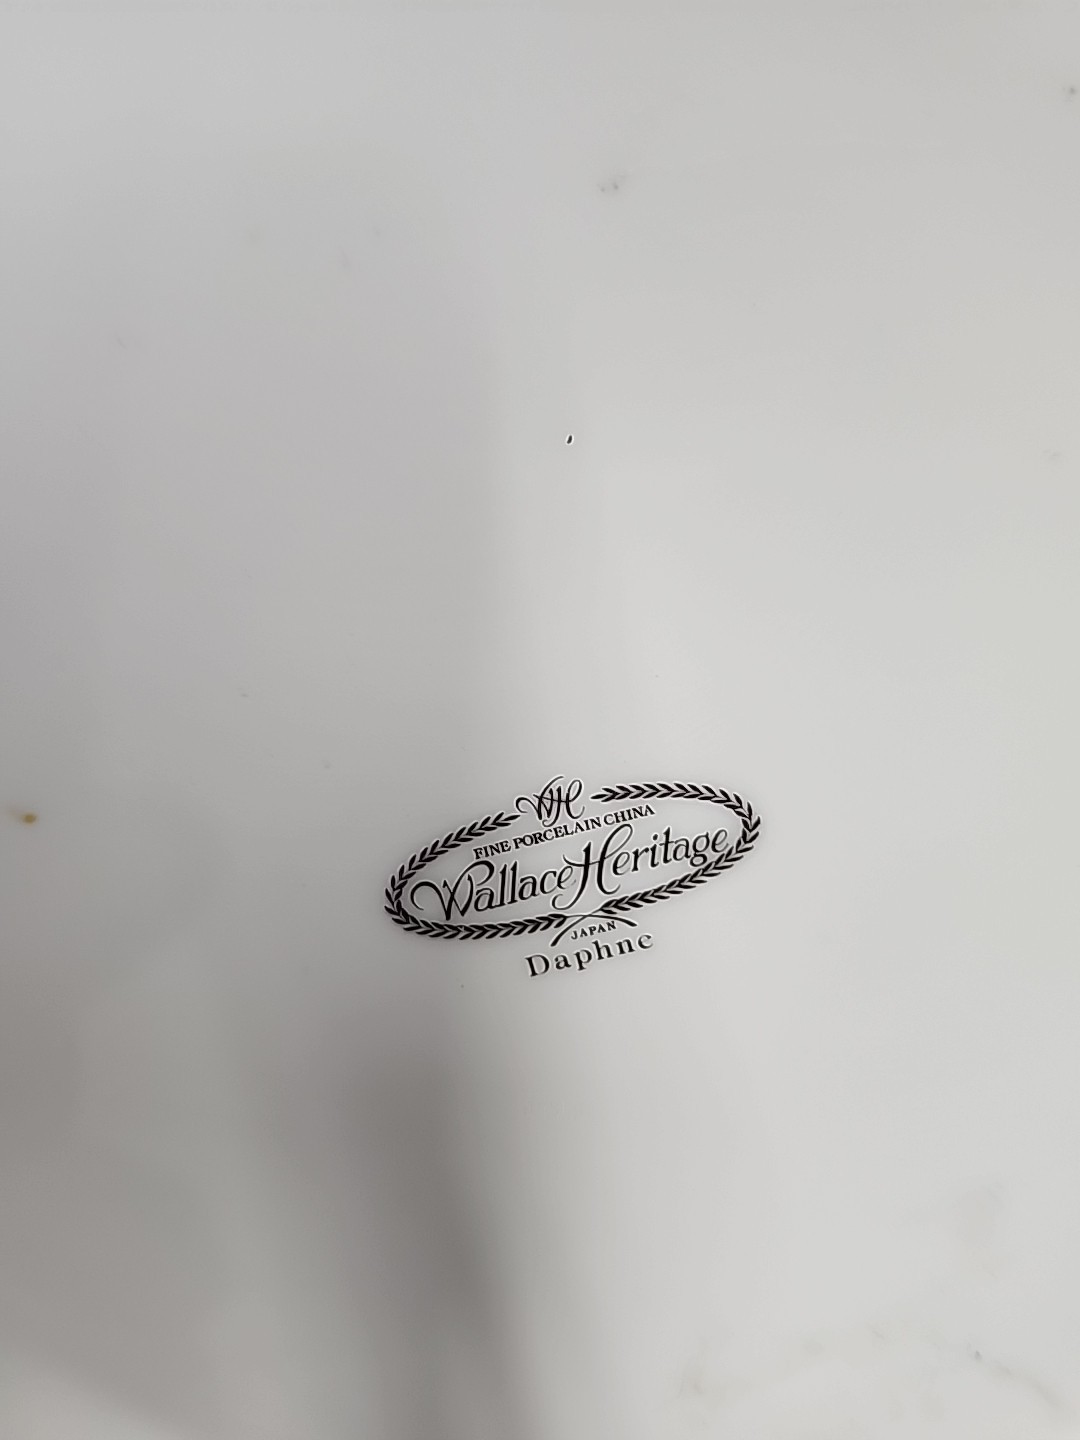 WH
FINE PORCELAIN CHINA
Wallace Heritage
JAPAN
Daphne